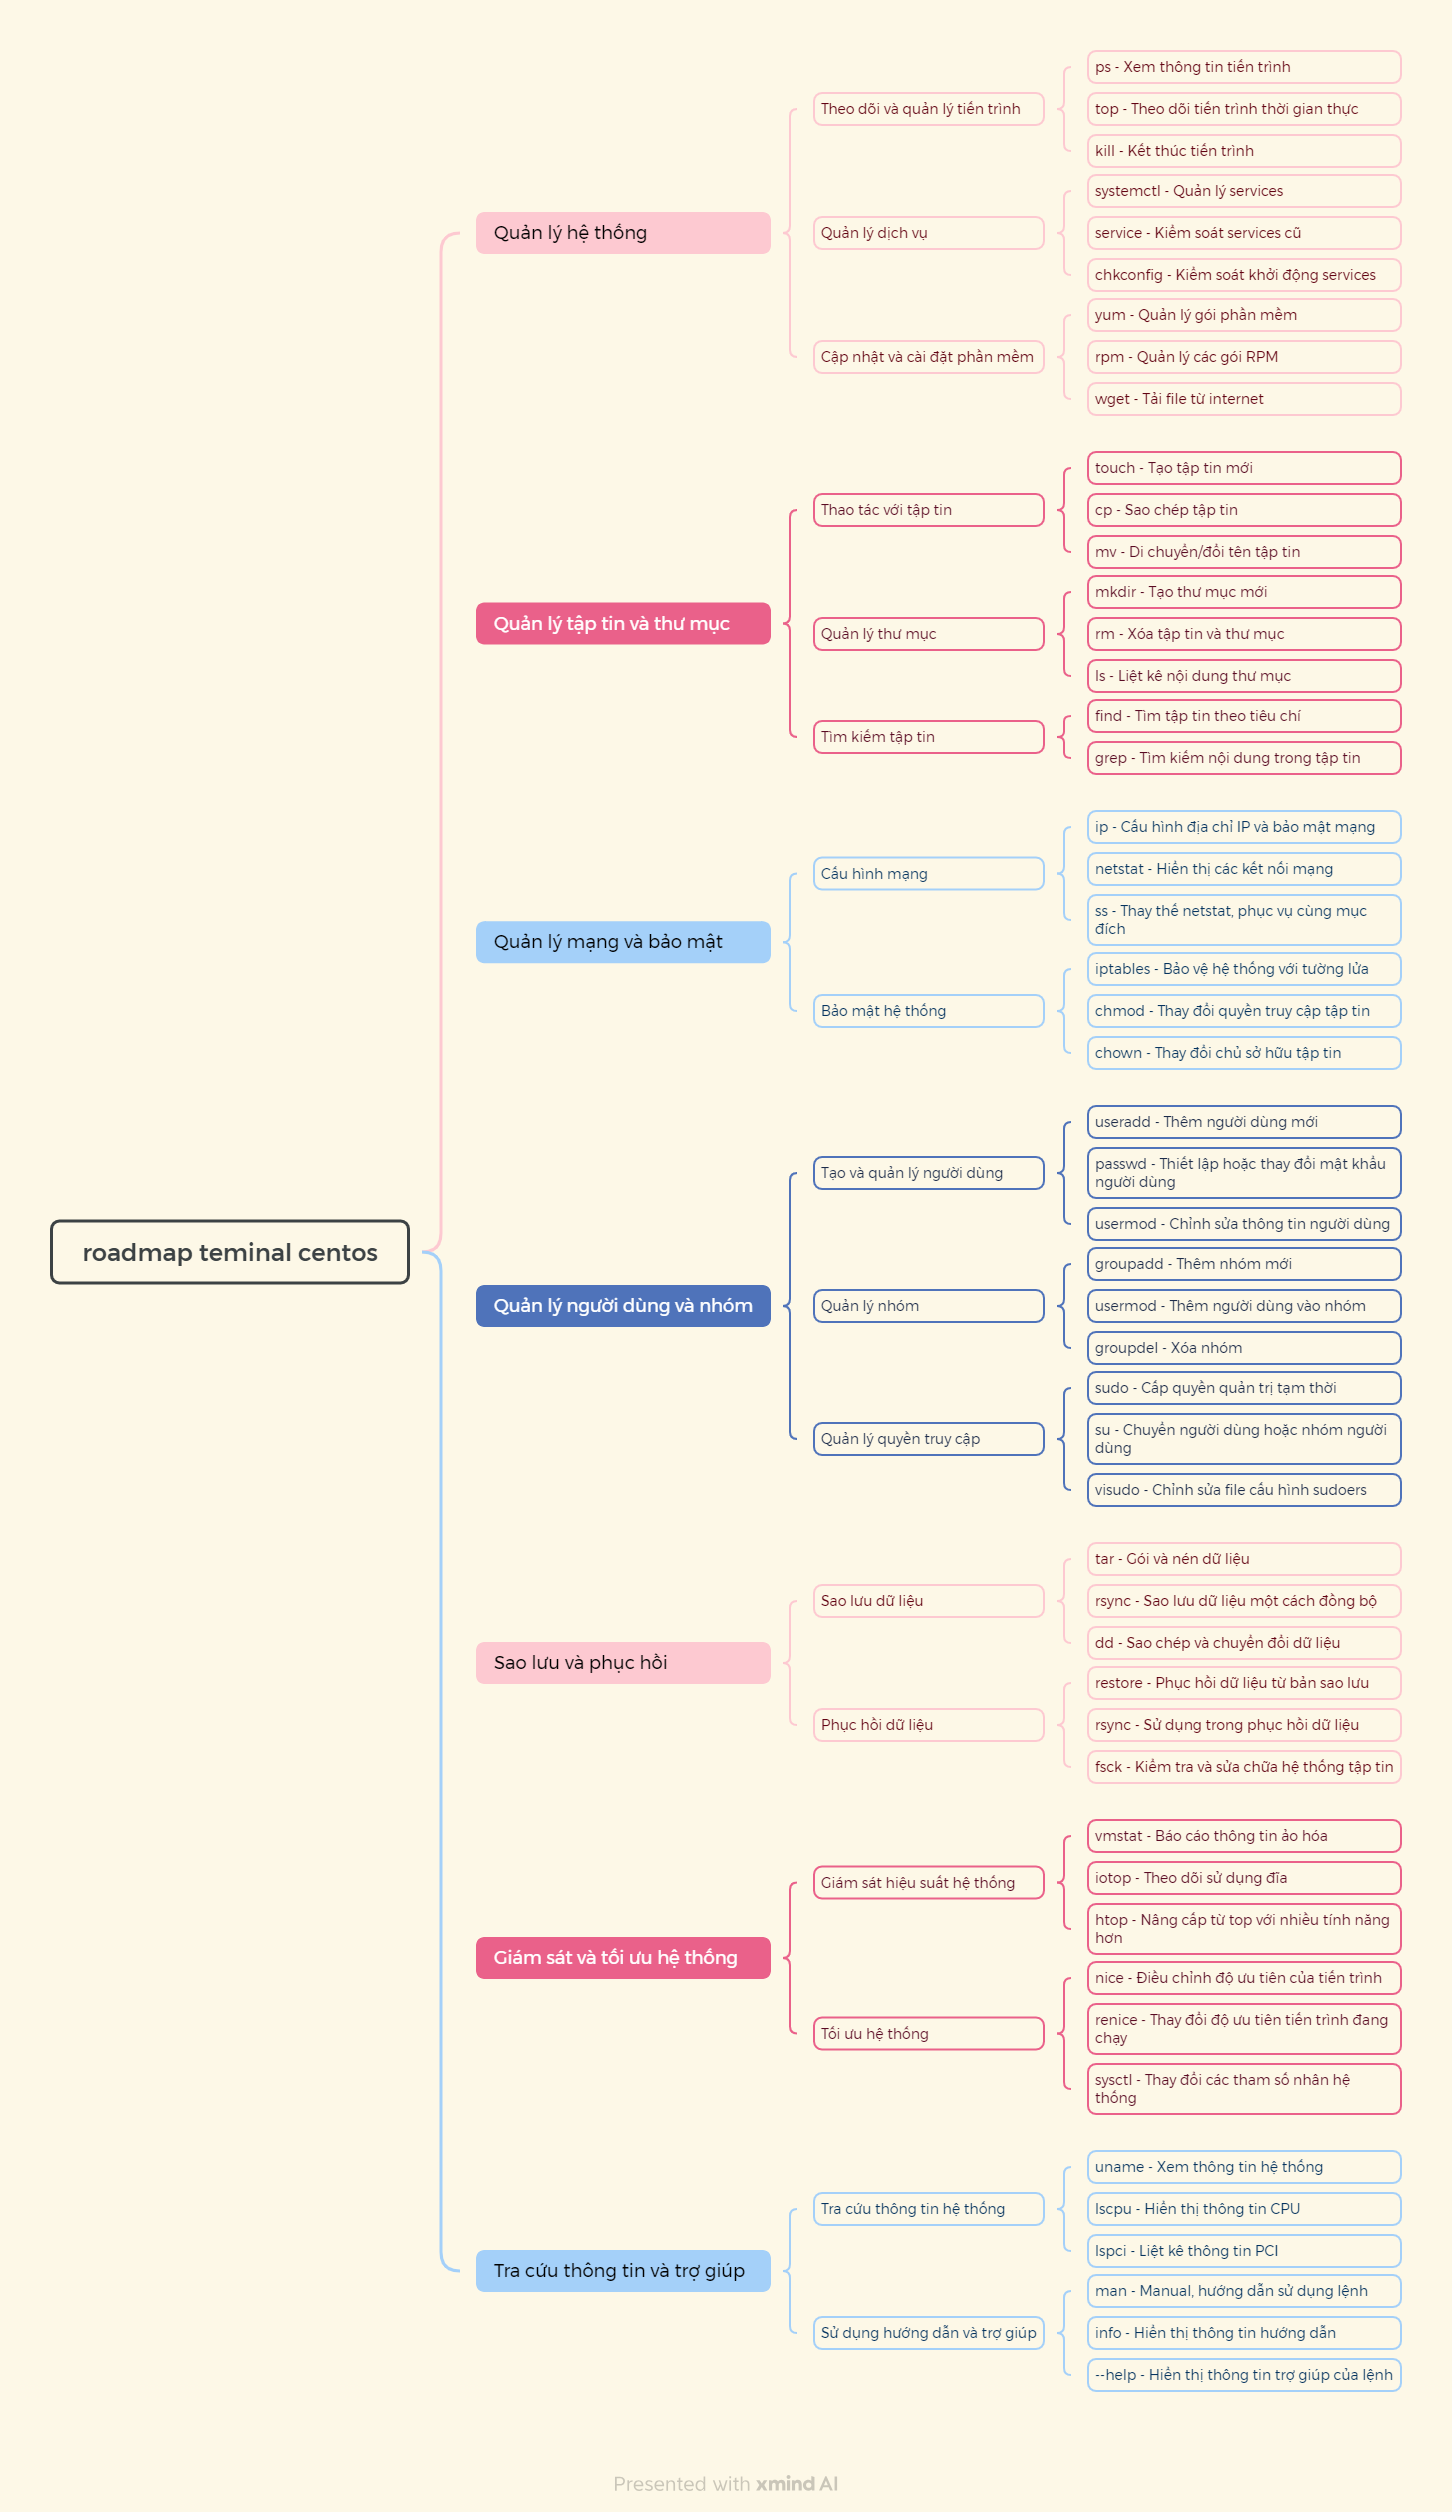 roadmap teminal centos
Quản lý hệ thống
Theo dõi và quản lý tiến trình
ps - Xem thông tin tiến trình
top - Theo dõi tiến trình thời gian thực
kill - Kết thúc tiến trình
Quản lý dịch vụ
systemctl - Quản lý services
service - Kiểm soát services cũ
chkconfig - Kiểm soát khởi động services
Cập nhật và cài đặt phần mềm
yum - Quản lý gói phần mềm
rpm - Quản lý các gói RPM
wget - Tải file từ internet
Quản lý tập tin và thư mục
Thao tác với tập tin
touch - Tạo tập tin mới
cp - Sao chép tập tin
mv - Di chuyển/đổi tên tập tin
Quản lý thư mục
mkdir - Tạo thư mục mới
rm - Xóa tập tin và thư mục
ls - Liệt kê nội dung thư mục
Tìm kiếm tập tin
find - Tìm tập tin theo tiêu chí
grep - Tìm kiếm nội dung trong tập tin
Quản lý mạng và bảo mật
Cấu hình mạng
ip - Cấu hình địa chỉ IP và bảo mật mạng
netstat - Hiển thị các kết nối mạng
ss - Thay thế netstat, phục vụ cùng mục
đích
Bảo mật hệ thống
iptables - Bảo vệ hệ thống với tường lửa
chmod - Thay đổi quyền truy cập tập tin
chown - Thay đổi chủ sở hữu tập tin
Quản lý người dùng và nhóm
Tạo và quản lý người dùng
useradd - Thêm người dùng mới
passwd - Thiết lập hoặc thay đổi mật khẩu
người dùng
usermod - Chỉnh sửa thông tin người dùng
Quản lý nhóm
groupadd - Thêm nhóm mới
usermod - Thêm người dùng vào nhóm
groupdel - Xóa nhóm
Quản lý quyền truy cập
sudo - Cấp quyền quản trị tạm thời
su - Chuyển người dùng hoặc nhóm người
dùng
visudo - Chỉnh sửa file cấu hình sudoers
Sao lưu và phục hồi
Sao lưu dữ liệu
tar - Gói và nén dữ liệu
rsync - Sao lưu dữ liệu một cách đồng bộ
dd - Sao chép và chuyển đổi dữ liệu
Phục hồi dữ liệu
restore - Phục hồi dữ liệu từ bản sao lưu
rsync - Sử dụng trong phục hồi dữ liệu
fsck - Kiểm tra và sửa chữa hệ thống tập tin
Giám sát và tối ưu hệ thống
Giám sát hiệu suất hệ thống
vmstat - Báo cáo thông tin ảo hóa
iotop - Theo dõi sử dụng đĩa
htop - Nâng cấp từ top với nhiều tính năng
hơn
Tối ưu hệ thống
nice - Điều chỉnh độ ưu tiên của tiến trình
renice - Thay đổi độ ưu tiên tiến trình đang
chạy
sysctl - Thay đổi các tham số nhân hệ
thống
Tra cứu thông tin và trợ giúp
Tra cứu thông tin hệ thống
uname - Xem thông tin hệ thống
lscpu - Hiển thị thông tin CPU
lspci - Liệt kê thông tin PCI
Sử dụng hướng dẫn và trợ giúp
man - Manual, hướng dẫn sử dụng lệnh
info - Hiển thị thông tin hướng dẫn
--help - Hiển thị thông tin trợ giúp của lệnh
Presented with xmind AI